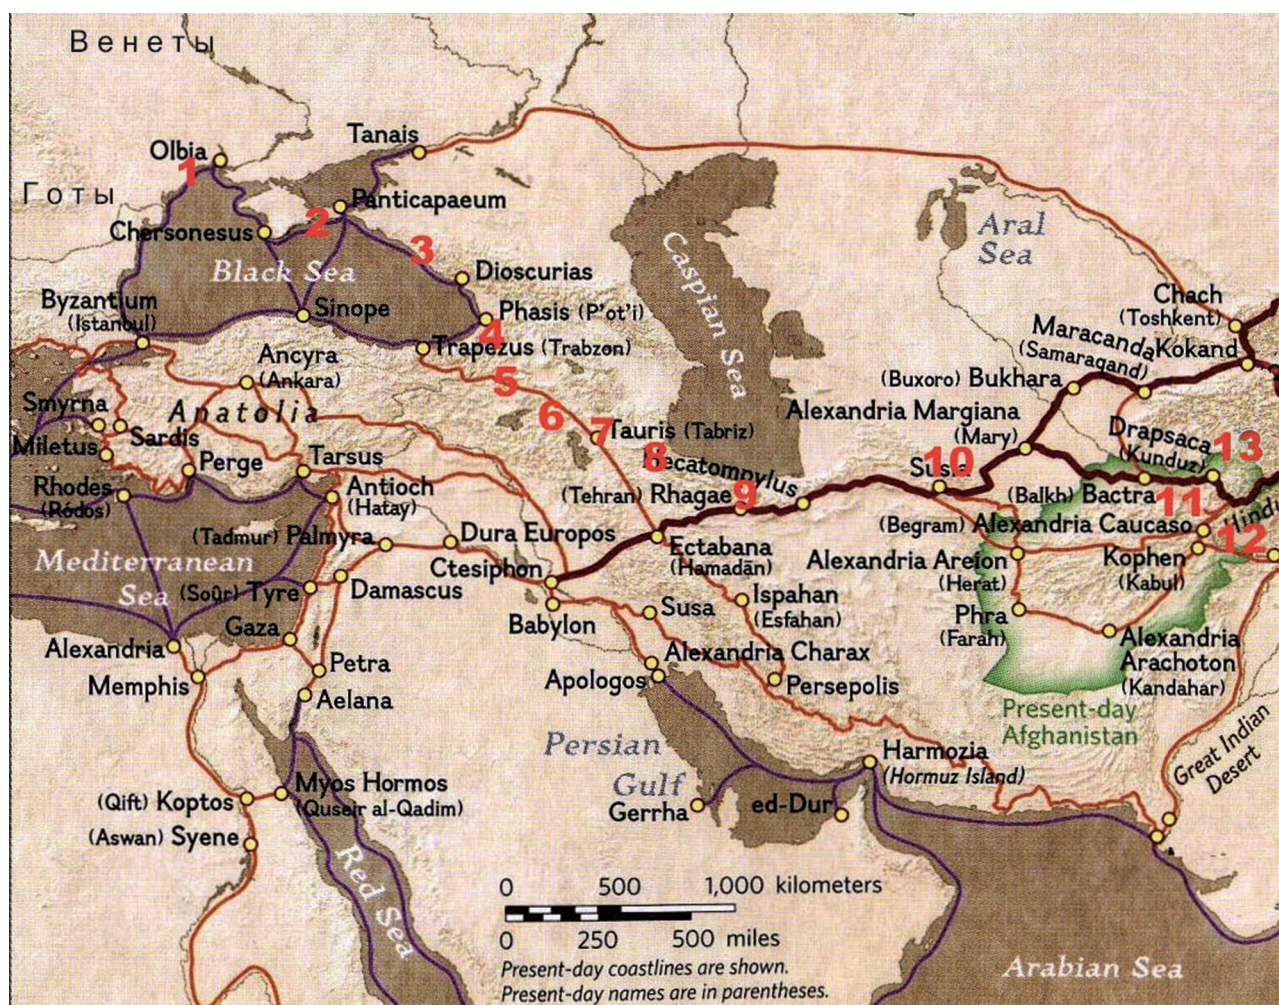 Венеты
Olbia
1
Tanais
Готы
Panticapaeum
2
Chersonesus
3
Aral
Sea
Black Sea
Dioscurias
Caspian Sea
Byzantium
(Istanbul)
Sinope
Phasis (P'ot'i)
4
Chach
(Toshkent)
Trapezus (Trabzon)
Maracanda
(Samaraqand)
Kokand
Ancyra
(Ankara)
5
(Buxoro) Bukhara
Smyrna
Anatolia
6
Alexandria Margiana
(Mary)
Sardis
7
Tauris (Tabriz)
Drapsaca
(Kunduz)
13
Miletus
Perge
Tarsus
8
Hecatompylus
Susia
10
Rhodes
(Ródos)
Antioch
(Hatay)
(Tehran) Rhagae
9
(Balkh) Bactra
11
(Tadmur) Palmyra
Dura Europos
(Begram) Alexandria Caucaso
Hindu
12
Mediterranean
Sea
Ectabana
(Hamadān)
Alexandria Areion
(Herat)
Kophen
(Kabul)
Ctesiphon
(Soûr) Tyre
Damascus
Ispahan
(Esfahan)
Babylon
Susa
Phra
(Farah)
Gaza
Alexandria
Alexandria
Arachoton
(Kandahar)
Petra
Alexandria Charax
Memphis
Apologos
Persepolis
Aelana
Present-day
Afghanistan
Great Indian
Desert
Persian
Gulf
Harmozia
(Hormuz Island)
Myos Hormos
(Quseir al-Qadim)
(Qift) Koptos
Gerrha
ed-Dur
(Aswan) Syene
Red Sea
0 500 1,000 kilometers
0 250 500 miles
Arabian Sea
Present-day coastlines are shown.
Present-day names are in parentheses.